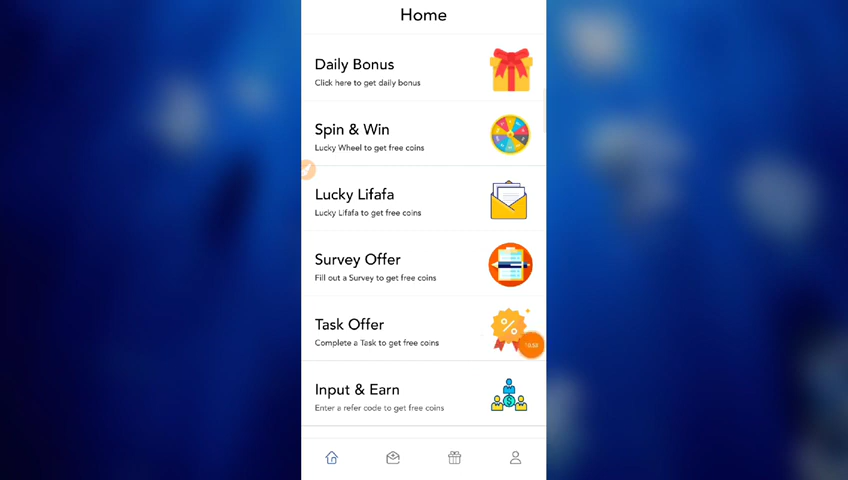 Home
Daily Bonus
Click here to get daily bonus
Spin & Win
Lucky Wheel to get free coins
Lucky Lifafa
Lucky Lifafa to get free coins
Survey Offer
Fill out a Survey to get free coins
Task Offer
Complete a Task to get free coins
Input & Earn
Enter a refer code to get free coins